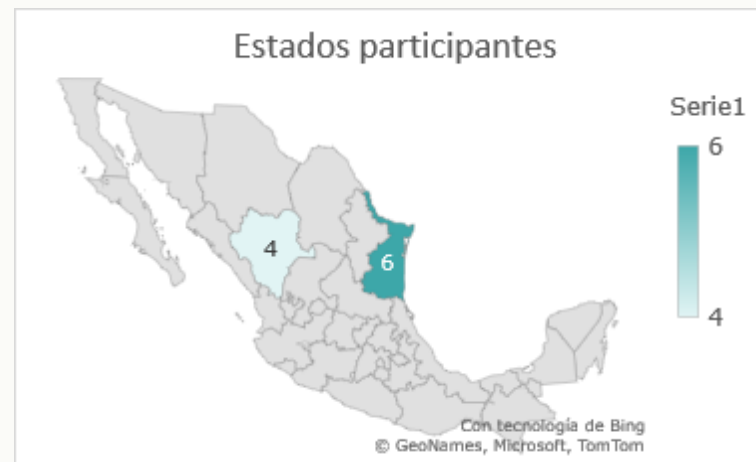 Estados participantes
Serie1
6
4
6
4
Con tecnología de Bing
© GeoNames, Microsoft, TomTom